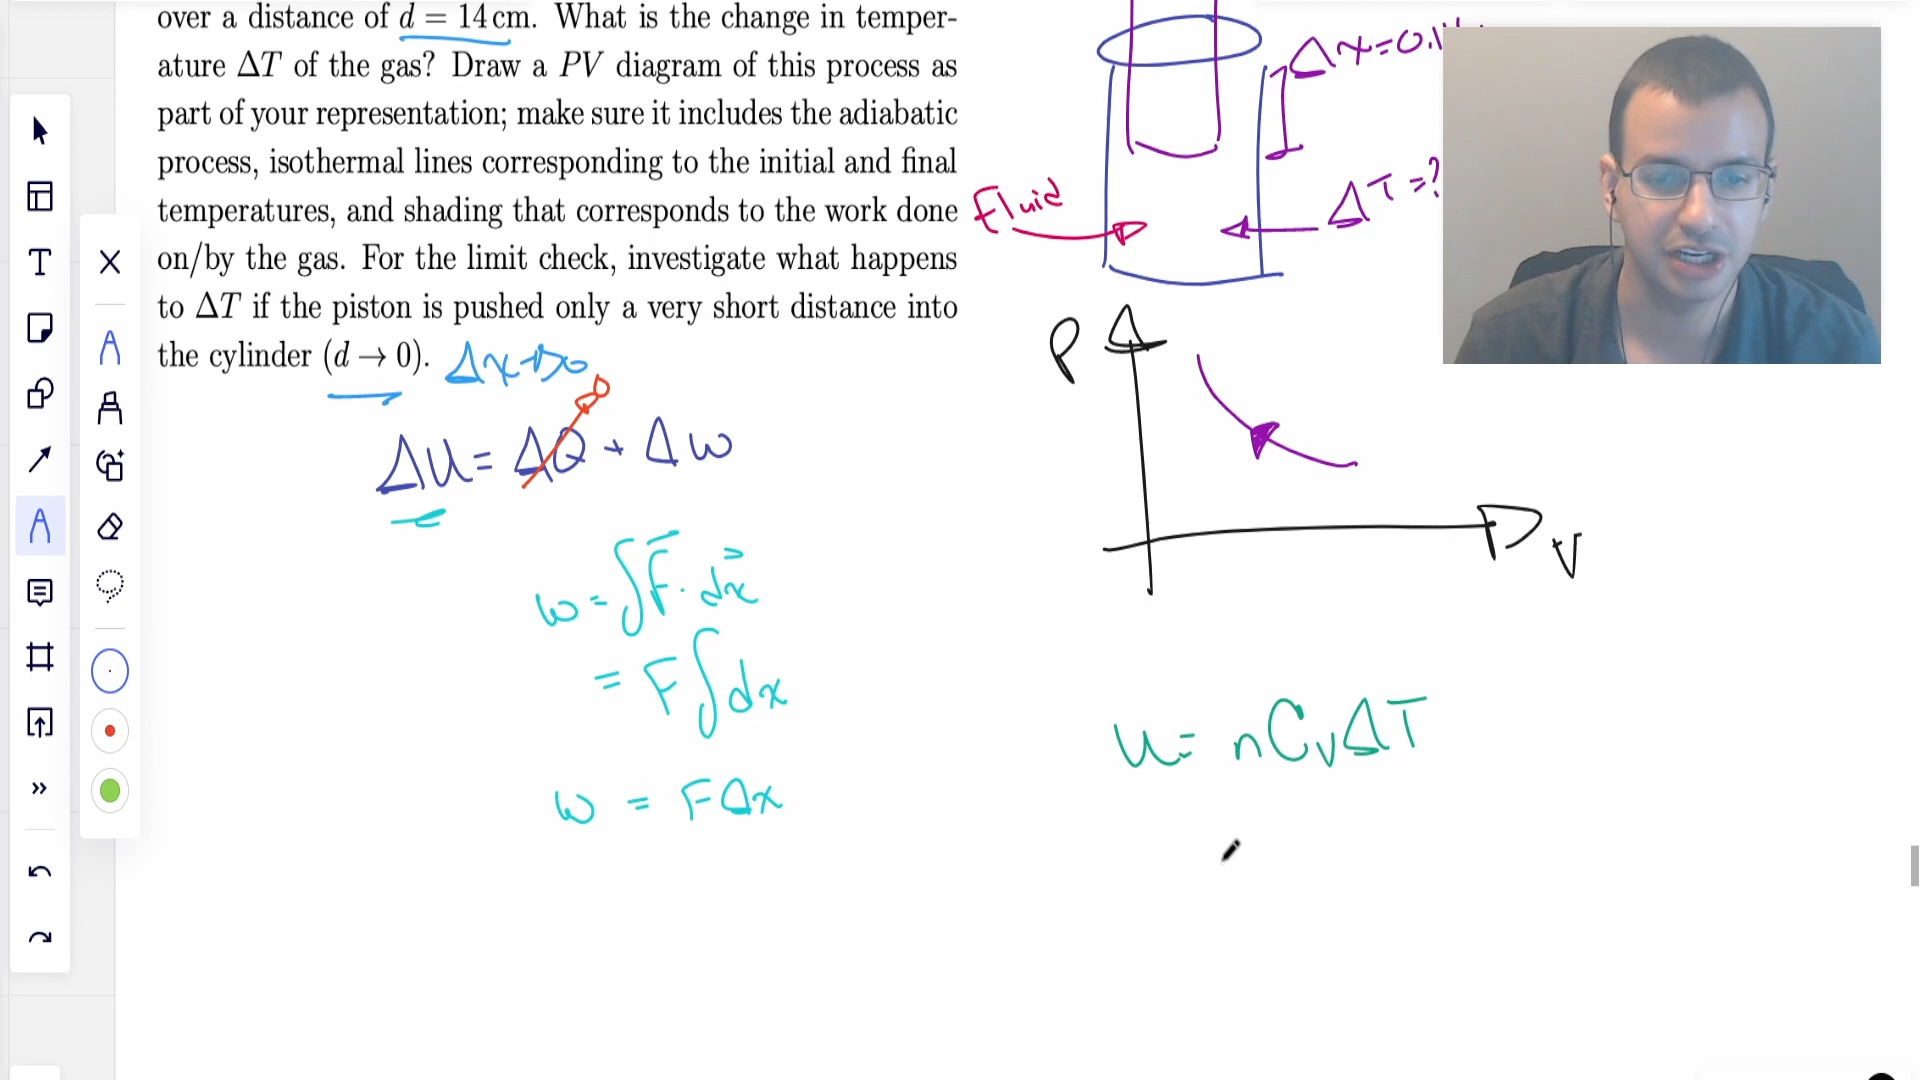 over a distance of d = 14 cm. What is the change in temper-
ature ΔT of the gas? Draw a PV diagram of this process as
part of your representation; make sure it includes the adiabatic
process, isothermal lines corresponding to the initial and final
temperatures, and shading that corresponds to the work done
on/by the gas. For the limit check, investigate what happens
to ΔT if the piston is pushed only a very short distance into
the cylinder (d → 0).
Δx→0
Δx=0.1
Fluid
ΔT=?
P
V
ΔU = ΔQ + Δw
w = ∫F · dx
= F∫dx
w = FΔx
U = nCvΔT
T